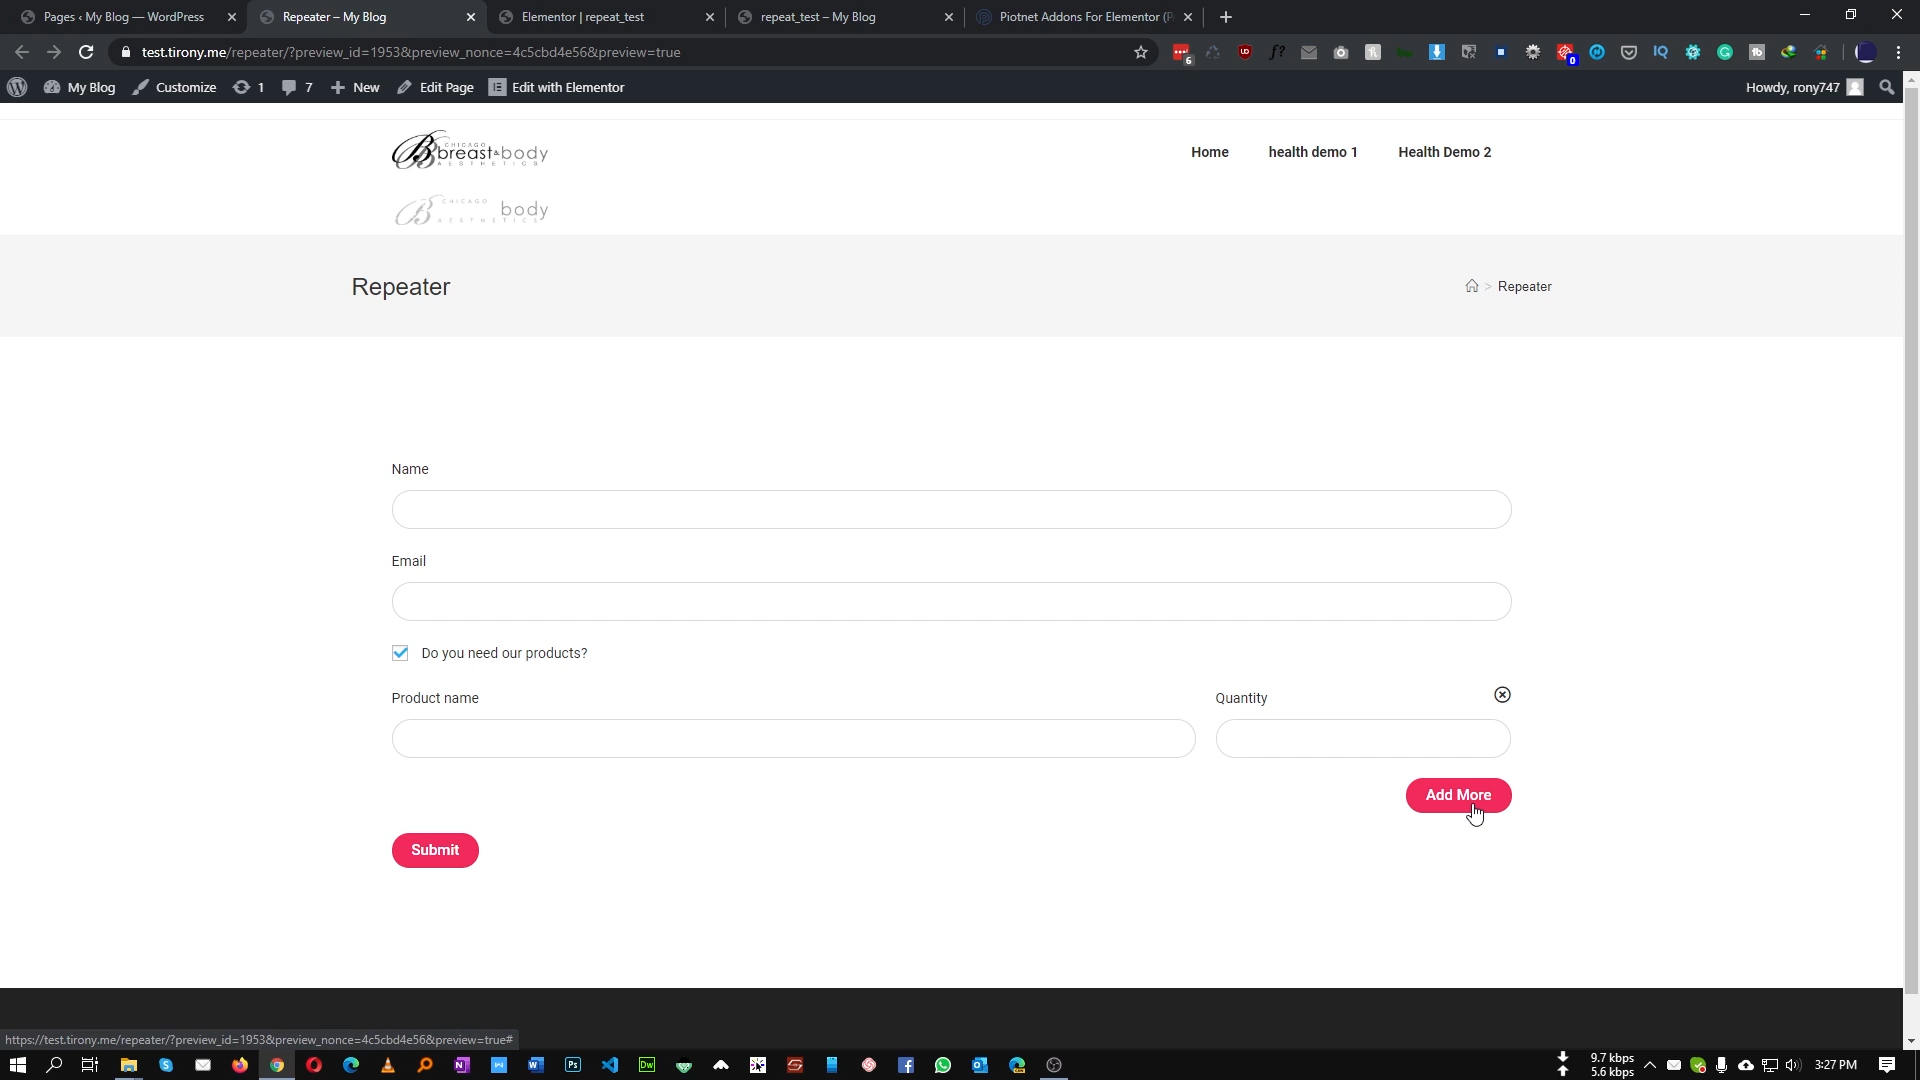 Pages ‹ My Blog — WordPress
Repeater – My Blog
Elementor | repeat_test
repeat_test – My Blog
Piotnet Addons For Elementor (P
test.tirony.me/repeater/?preview_id=1953&preview_nonce=4c5cbd4e56&preview=true
My Blog
Customize
1
7
New
Edit Page
Edit with Elementor
Howdy, rony747
CHICAGO
breast & body
AESTHETICS
Home
health demo 1
Health Demo 2
CHICAGO
body
AESTHETICS
Repeater
> Repeater
Name
Email
Do you need our products?
Product name
Quantity
Add More
Submit
https://test.tirony.me/repeater/?preview_id=1953&preview_nonce=4c5cbd4e56&preview=true#
9.7 kbps
5.6 kbps
3:27 PM